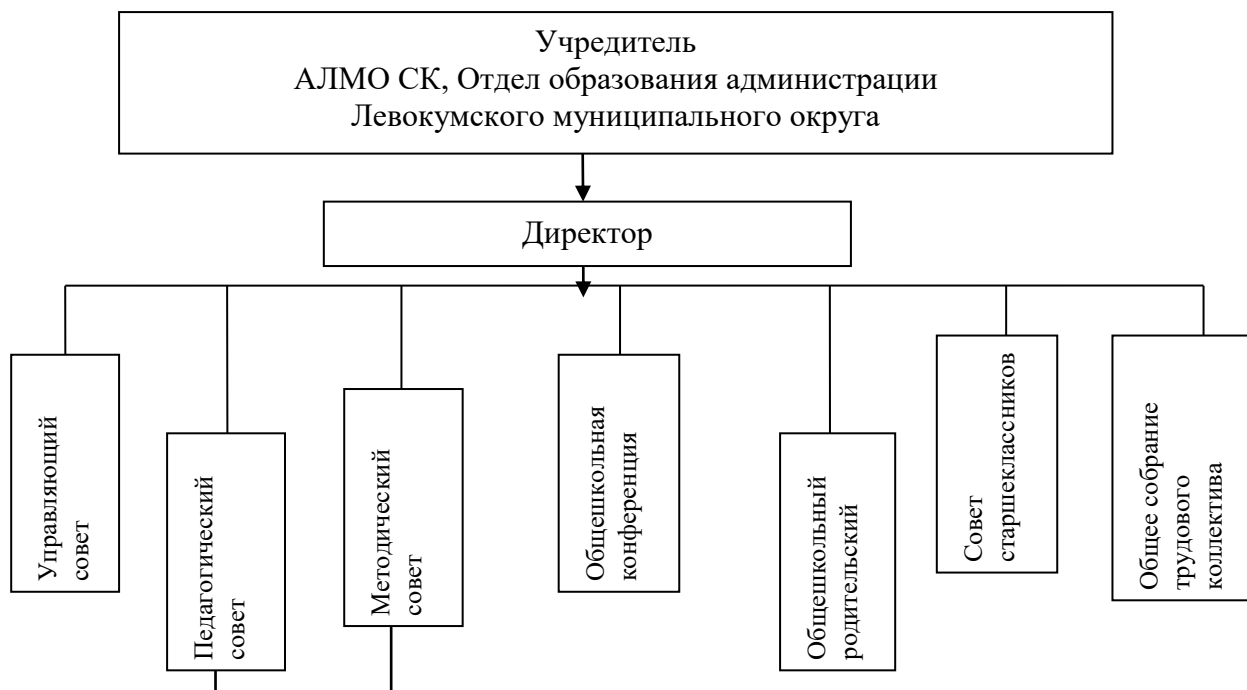 Учредитель
АЛМО СК, Отдел образования администрации
Левокумского муниципального округа
Директор
Управляющий
совет
Педагогический
совет
Методический
совет
Общешкольная
конференция
Общешкольный
родительский
Совет
старшеклассников
Общее собрание
трудового
коллектива